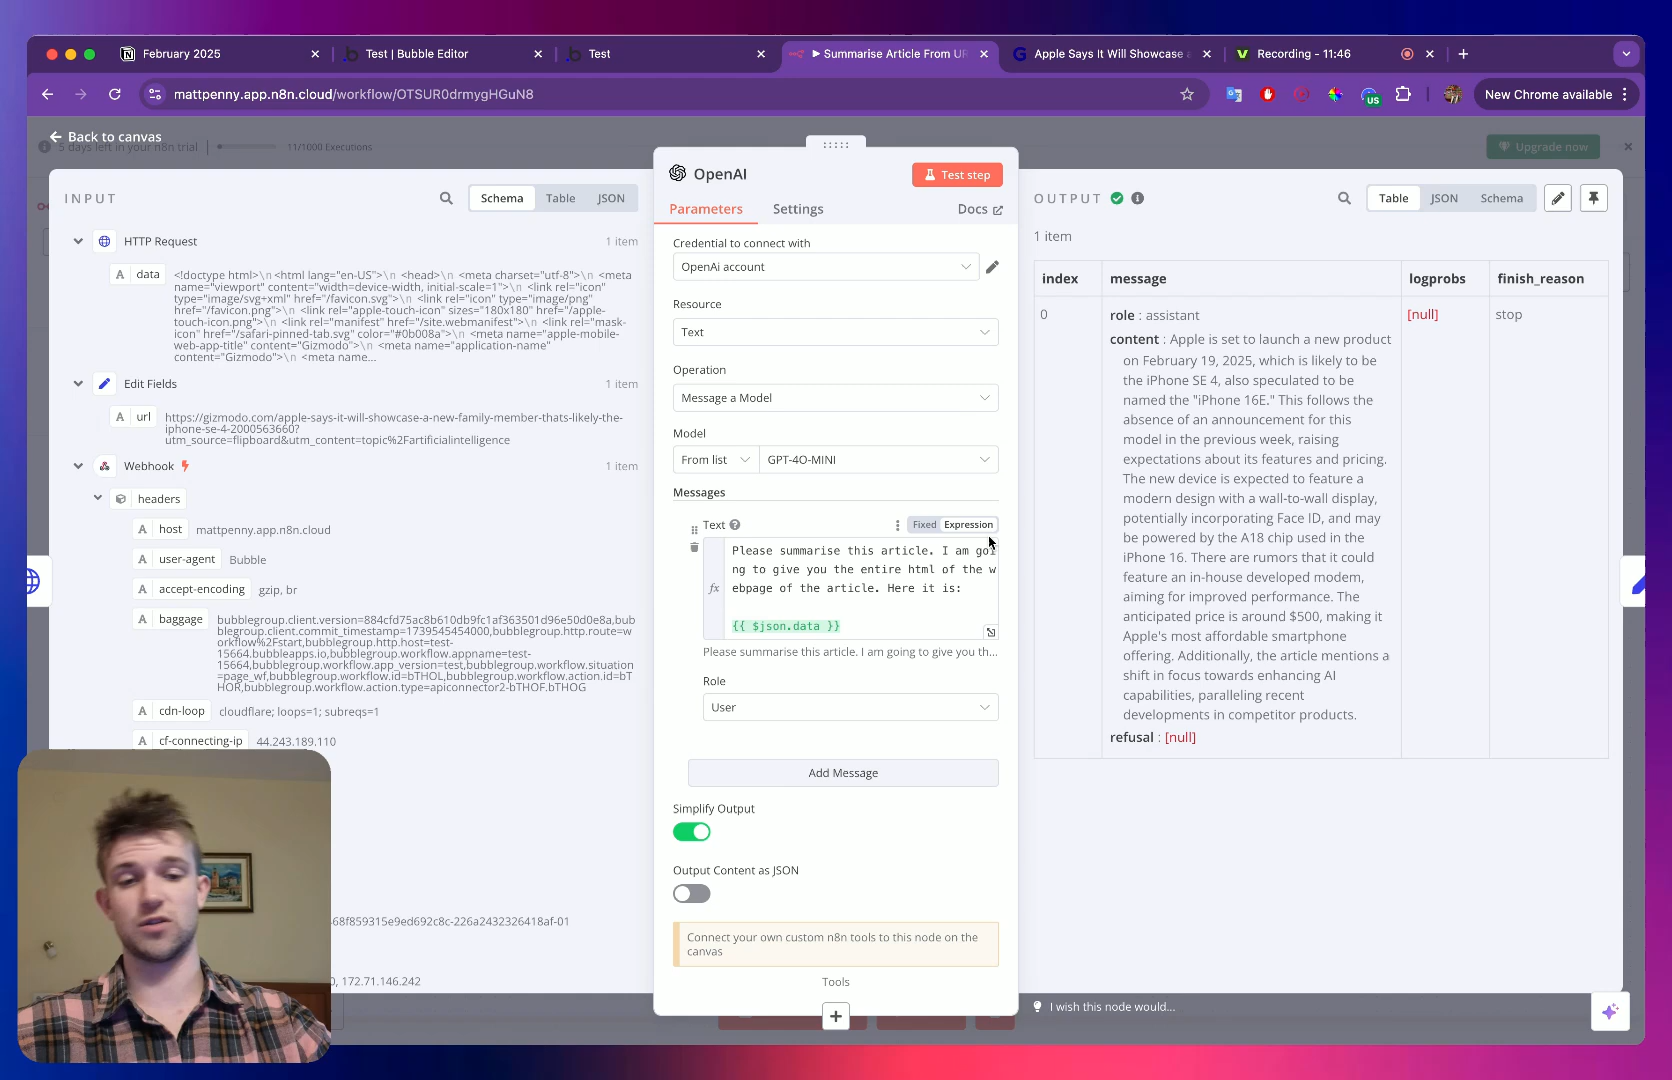 February 2025
Test | Bubble Editor
Test
Summarise Article From UR
Apple Says It Will Showcase
Recording - 11:46
mattpenny.app.n8n.cloud/workflow/OTSUR0drmygHGuN8
US
New Chrome available
Back to canvas
5 days left in your n8n trial
11/1000 Executions
Upgrade now
INPUT
Schema
Table
JSON
HTTP Request
1 item
A data
<!doctype html>\n <html lang="en-US">\n <head>\n <meta charset="utf-8">\n <meta
name="viewport" content="width=device-width, initial-scale=1">\n <link rel="icon"
type="image/svg+xml" href="/favicon.svg">\n <link rel="icon" type="image/png"
href="/favicon.png">\n <link rel="apple-touch-icon" sizes="180x180" href="/apple-
touch-icon.png">\n <link rel="manifest" href="/site.webmanifest">\n <link rel="mask-
icon" href="/safari-pinned-tab.svg" color="#0b008a">\n <meta name="apple-mobile-
web-app-title" content="Gizmodo">\n <meta name="application-name"
content="Gizmodo">\n <meta name...
Edit Fields
1 item
A url
https://gizmodo.com/apple-says-it-will-showcase-a-new-family-member-thats-likely-the-
iphone-se-4-2000563660?
utm_source=flipboard&utm_content=topic%2Fartificialintelligence
Webhook
1 item
headers
A host
mattpenny.app.n8n.cloud
A user-agent
Bubble
A accept-encoding
gzip, br
A baggage
bubblegroup.client.version=884cfd75ac8b610db9fc1af363501d96e50d0e8a,bub
blegroup.client.commit_timestamp=1739545454000,bubblegroup.http.route=w
orkflow%2Fstart,bubblegroup.http.host=test-
15664.bubbleapps.io,bubblegroup.workflow.appname=test-
15664,bubblegroup.workflow.app_version=test,bubblegroup.workflow.situation
=page_wf,bubblegroup.workflow.id=bTHOL,bubblegroup.workflow.action.id=bT
HOR,bubblegroup.workflow.action.type=apiconnector2-bTHOF.bTHOG
A cdn-loop
cloudflare; loops=1; subreqs=1
A cf-connecting-ip
44.243.189.110
68f859315e9ed692c8c-226a2432326418af-01
0, 172.71.146.242
OpenAI
Test step
Parameters
Settings
Docs
Credential to connect with
OpenAi account
Resource
Text
Operation
Message a Model
Model
From list
GPT-4O-MINI
Messages
Text
Fixed
Expression
fx
Please summarise this article. I am goi
ng to give you the entire html of the w
ebpage of the article. Here it is:
{{ $json.data }}
Please summarise this article. I am going to give you th...
Role
User
Add Message
Simplify Output
Output Content as JSON
Connect your own custom n8n tools to this node on the
canvas
Tools
OUTPUT
Table
JSON
Schema
1 item
index
message
logprobs
finish_reason
0
role : assistant
[null]
stop
content : Apple is set to launch a new product
on February 19, 2025, which is likely to be
the iPhone SE 4, also speculated to be
named the "iPhone 16E." This follows the
absence of an announcement for this
model in the previous week, raising
expectations about its features and pricing.
The new device is expected to feature a
modern design with a wall-to-wall display,
potentially incorporating Face ID, and may
be powered by the A18 chip used in the
iPhone 16. There are rumors that it could
feature an in-house developed modem,
aiming for improved performance. The
anticipated price is around $500, making it
Apple's most affordable smartphone
offering. Additionally, the article mentions a
shift in focus towards enhancing AI
capabilities, paralleling recent
developments in competitor products.
refusal : [null]
I wish this node would...